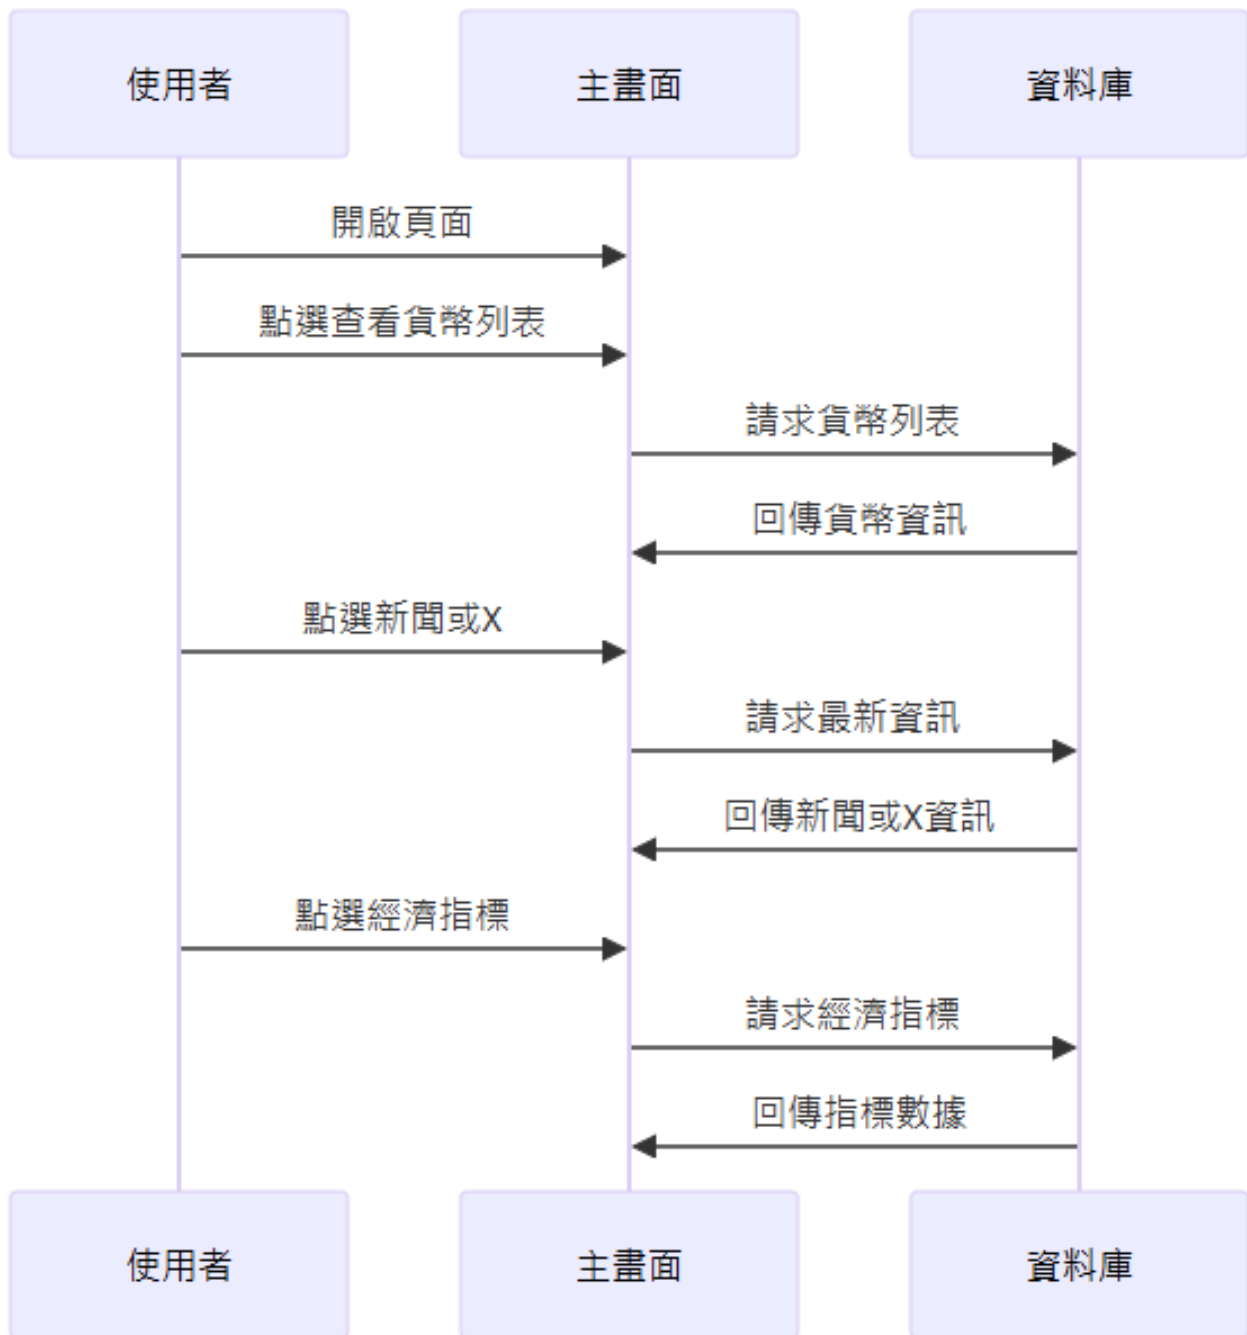 使用者
主畫面
資料庫
開啟頁面
點選查看貨幣列表
請求貨幣列表
回傳貨幣資訊
點選新聞或X
請求最新資訊
回傳新聞或X資訊
點選經濟指標
請求經濟指標
回傳指標數據
使用者
主畫面
資料庫